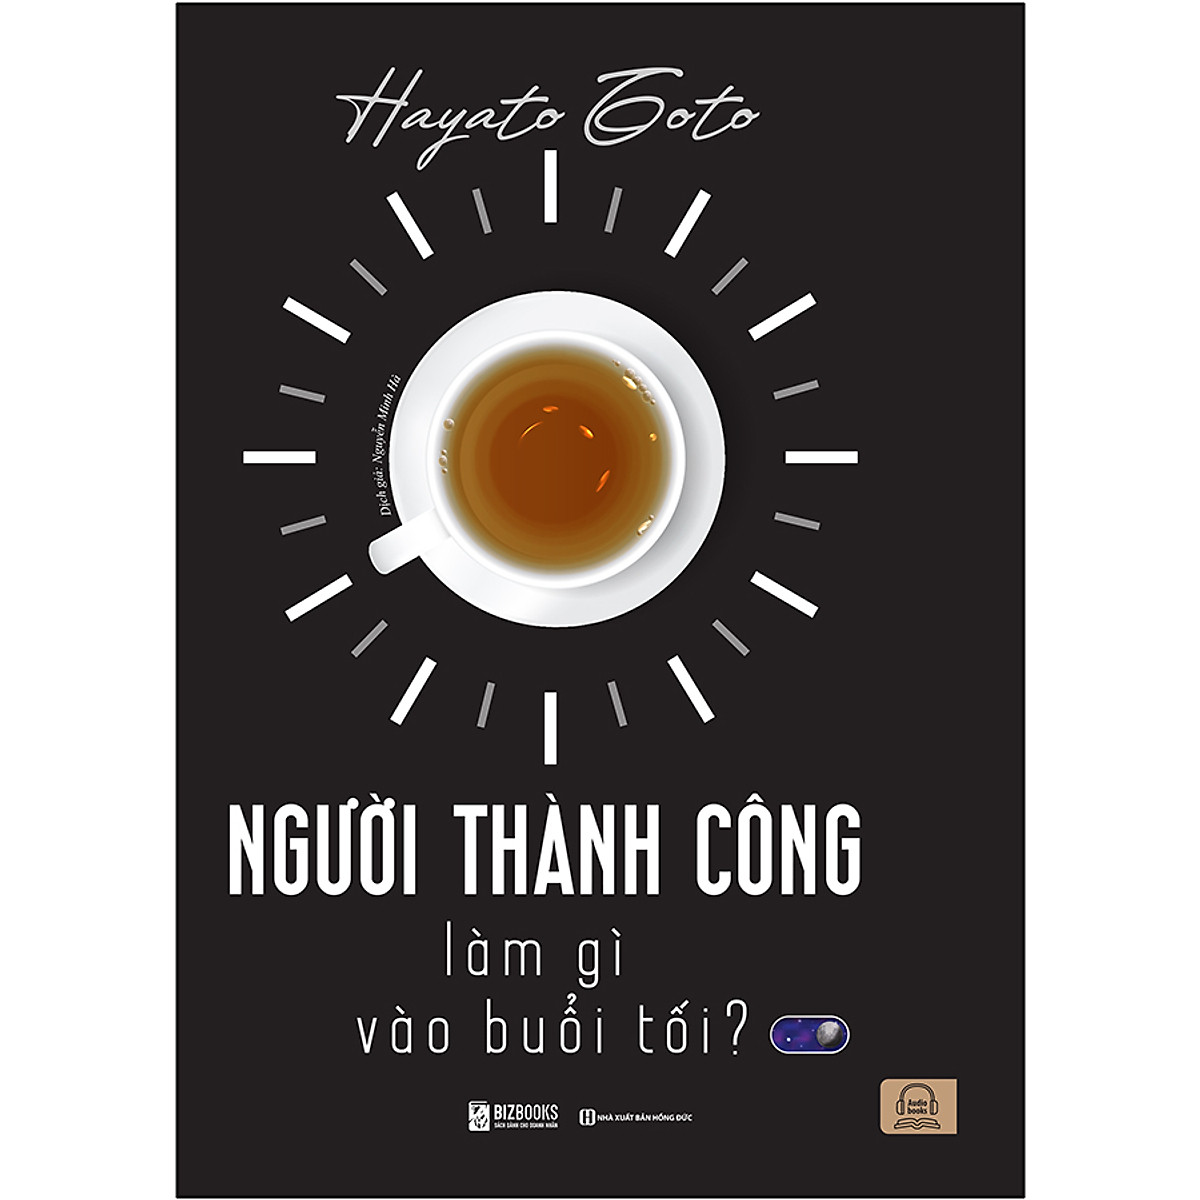 Hayato Goto
Dịch giả: Nguyễn Minh Hà
NGƯỜI THÀNH CÔNG
làm gì
vào buổi tối?
BIZBOOKS
SÁCH DÀNH CHO DOANH NHÂN
NHÀ XUẤT BẢN HỒNG ĐỨC
Audio
books